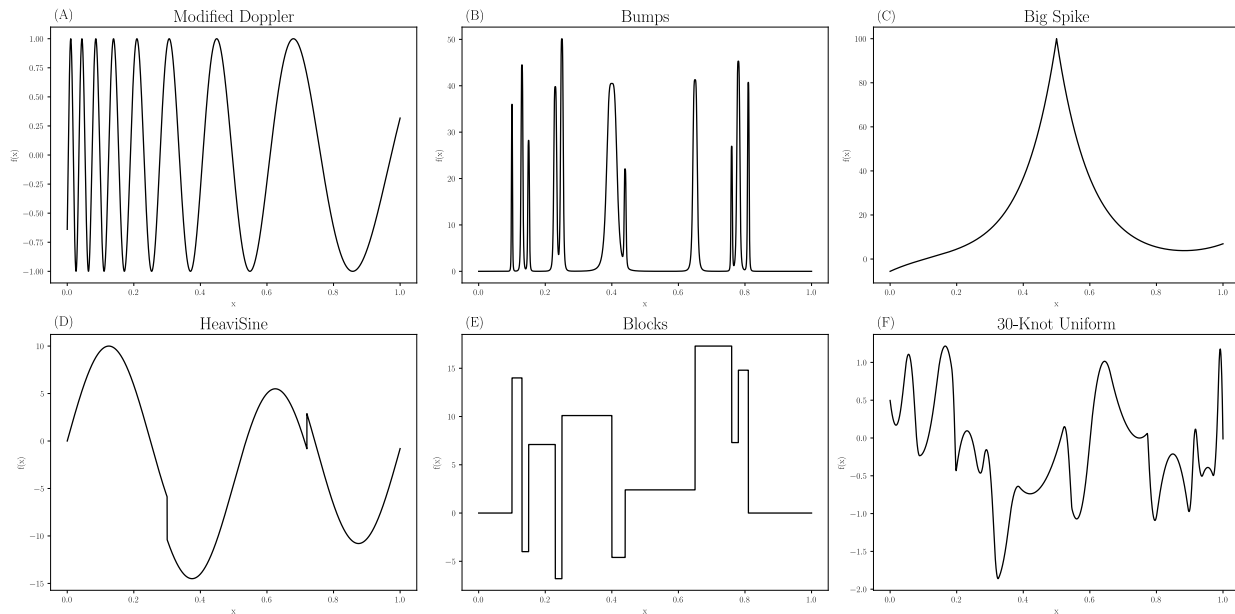 (A) Modified Doppler
1.00
0.75
0.50
0.25
0.00
−0.25
−0.50
−0.75
−1.00
f(x)
0.0 0.2 0.4 0.6 0.8 1.0
x
(B) Bumps
50
40
30
20
10
0
f(x)
0.0 0.2 0.4 0.6 0.8 1.0
x
(C) Big Spike
100
80
60
40
20
0
f(x)
0.0 0.2 0.4 0.6 0.8 1.0
x
(D) HeaviSine
10
5
0
−5
−10
−15
f(x)
0.0 0.2 0.4 0.6 0.8 1.0
x
(E) Blocks
15
10
5
0
−5
f(x)
0.0 0.2 0.4 0.6 0.8 1.0
x
(F) 30-Knot Uniform
1.0
0.5
0.0
−0.5
−1.0
−1.5
−2.0
f(x)
0.0 0.2 0.4 0.6 0.8 1.0
x